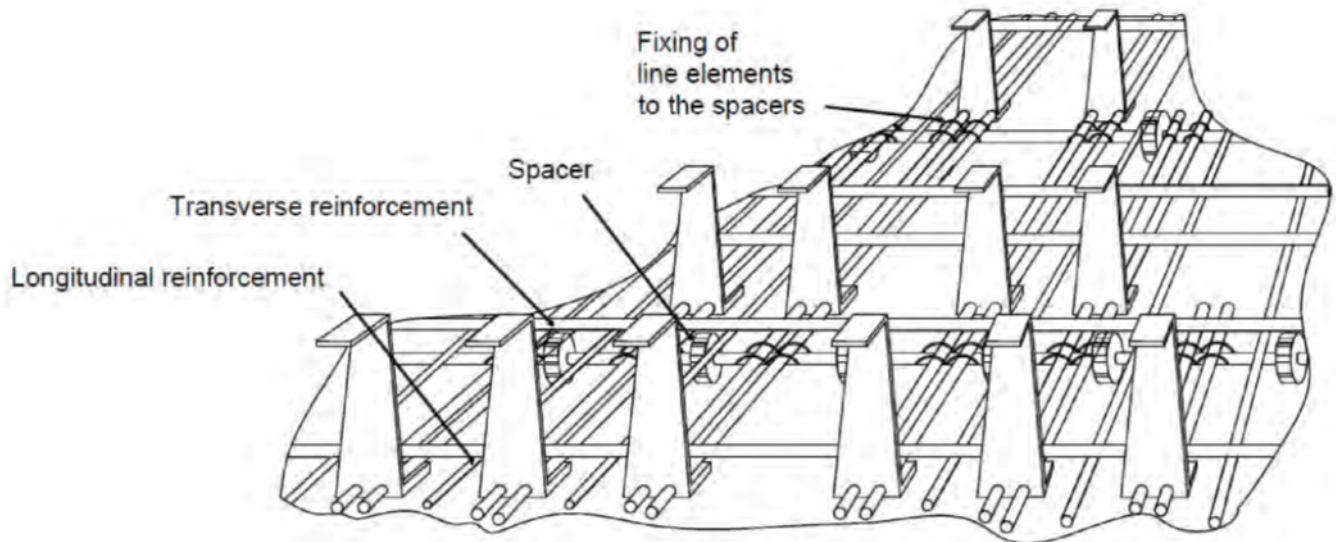 Fixing of
line elements
to the spacers
Spacer
Transverse reinforcement
Longitudinal reinforcement